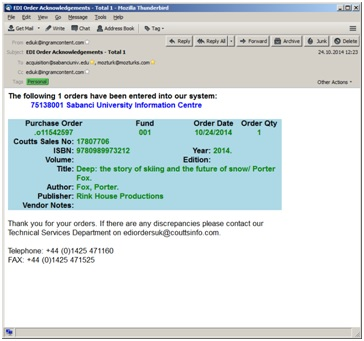 EDI Order Acknowledgements - Total 1 - Mozilla Thunderbird
File Edit View Go Message Tools Help
Get Mail Write Chat Address Book Tag
From eduk@ingramcontent.com
Reply Reply All Forward Archive Junk Delete
Subject EDI Order Acknowledgements - Total 1
24.10.2014 12:23
To acquisition@sabanciuniv.edu, mozturk@mozturks.com
Cc eduk@ingramcontent.com
Tags Personal
Other Actions
The following 1 orders have been entered into our system:
75138001 Sabanci University Information Centre
Purchase Order Fund Order Date Order Qty
.o11542597 001 10/24/2014 1
Coutts Sales No: 17807706
ISBN: 9780989973212 Year: 2014.
Volume: Edition:
Title: Deep: the story of skiing and the future of snow/ Porter
Fox.
Author: Fox, Porter.
Publisher: Rink House Productions
Vendor Notes:
Thank you for your orders. If there are any discrepancies please contact our
Technical Services Department on ediordersuk@couttsinfo.com.
Telephone: +44 (0)1425 471160
FAX: +44 (0)1425 471525